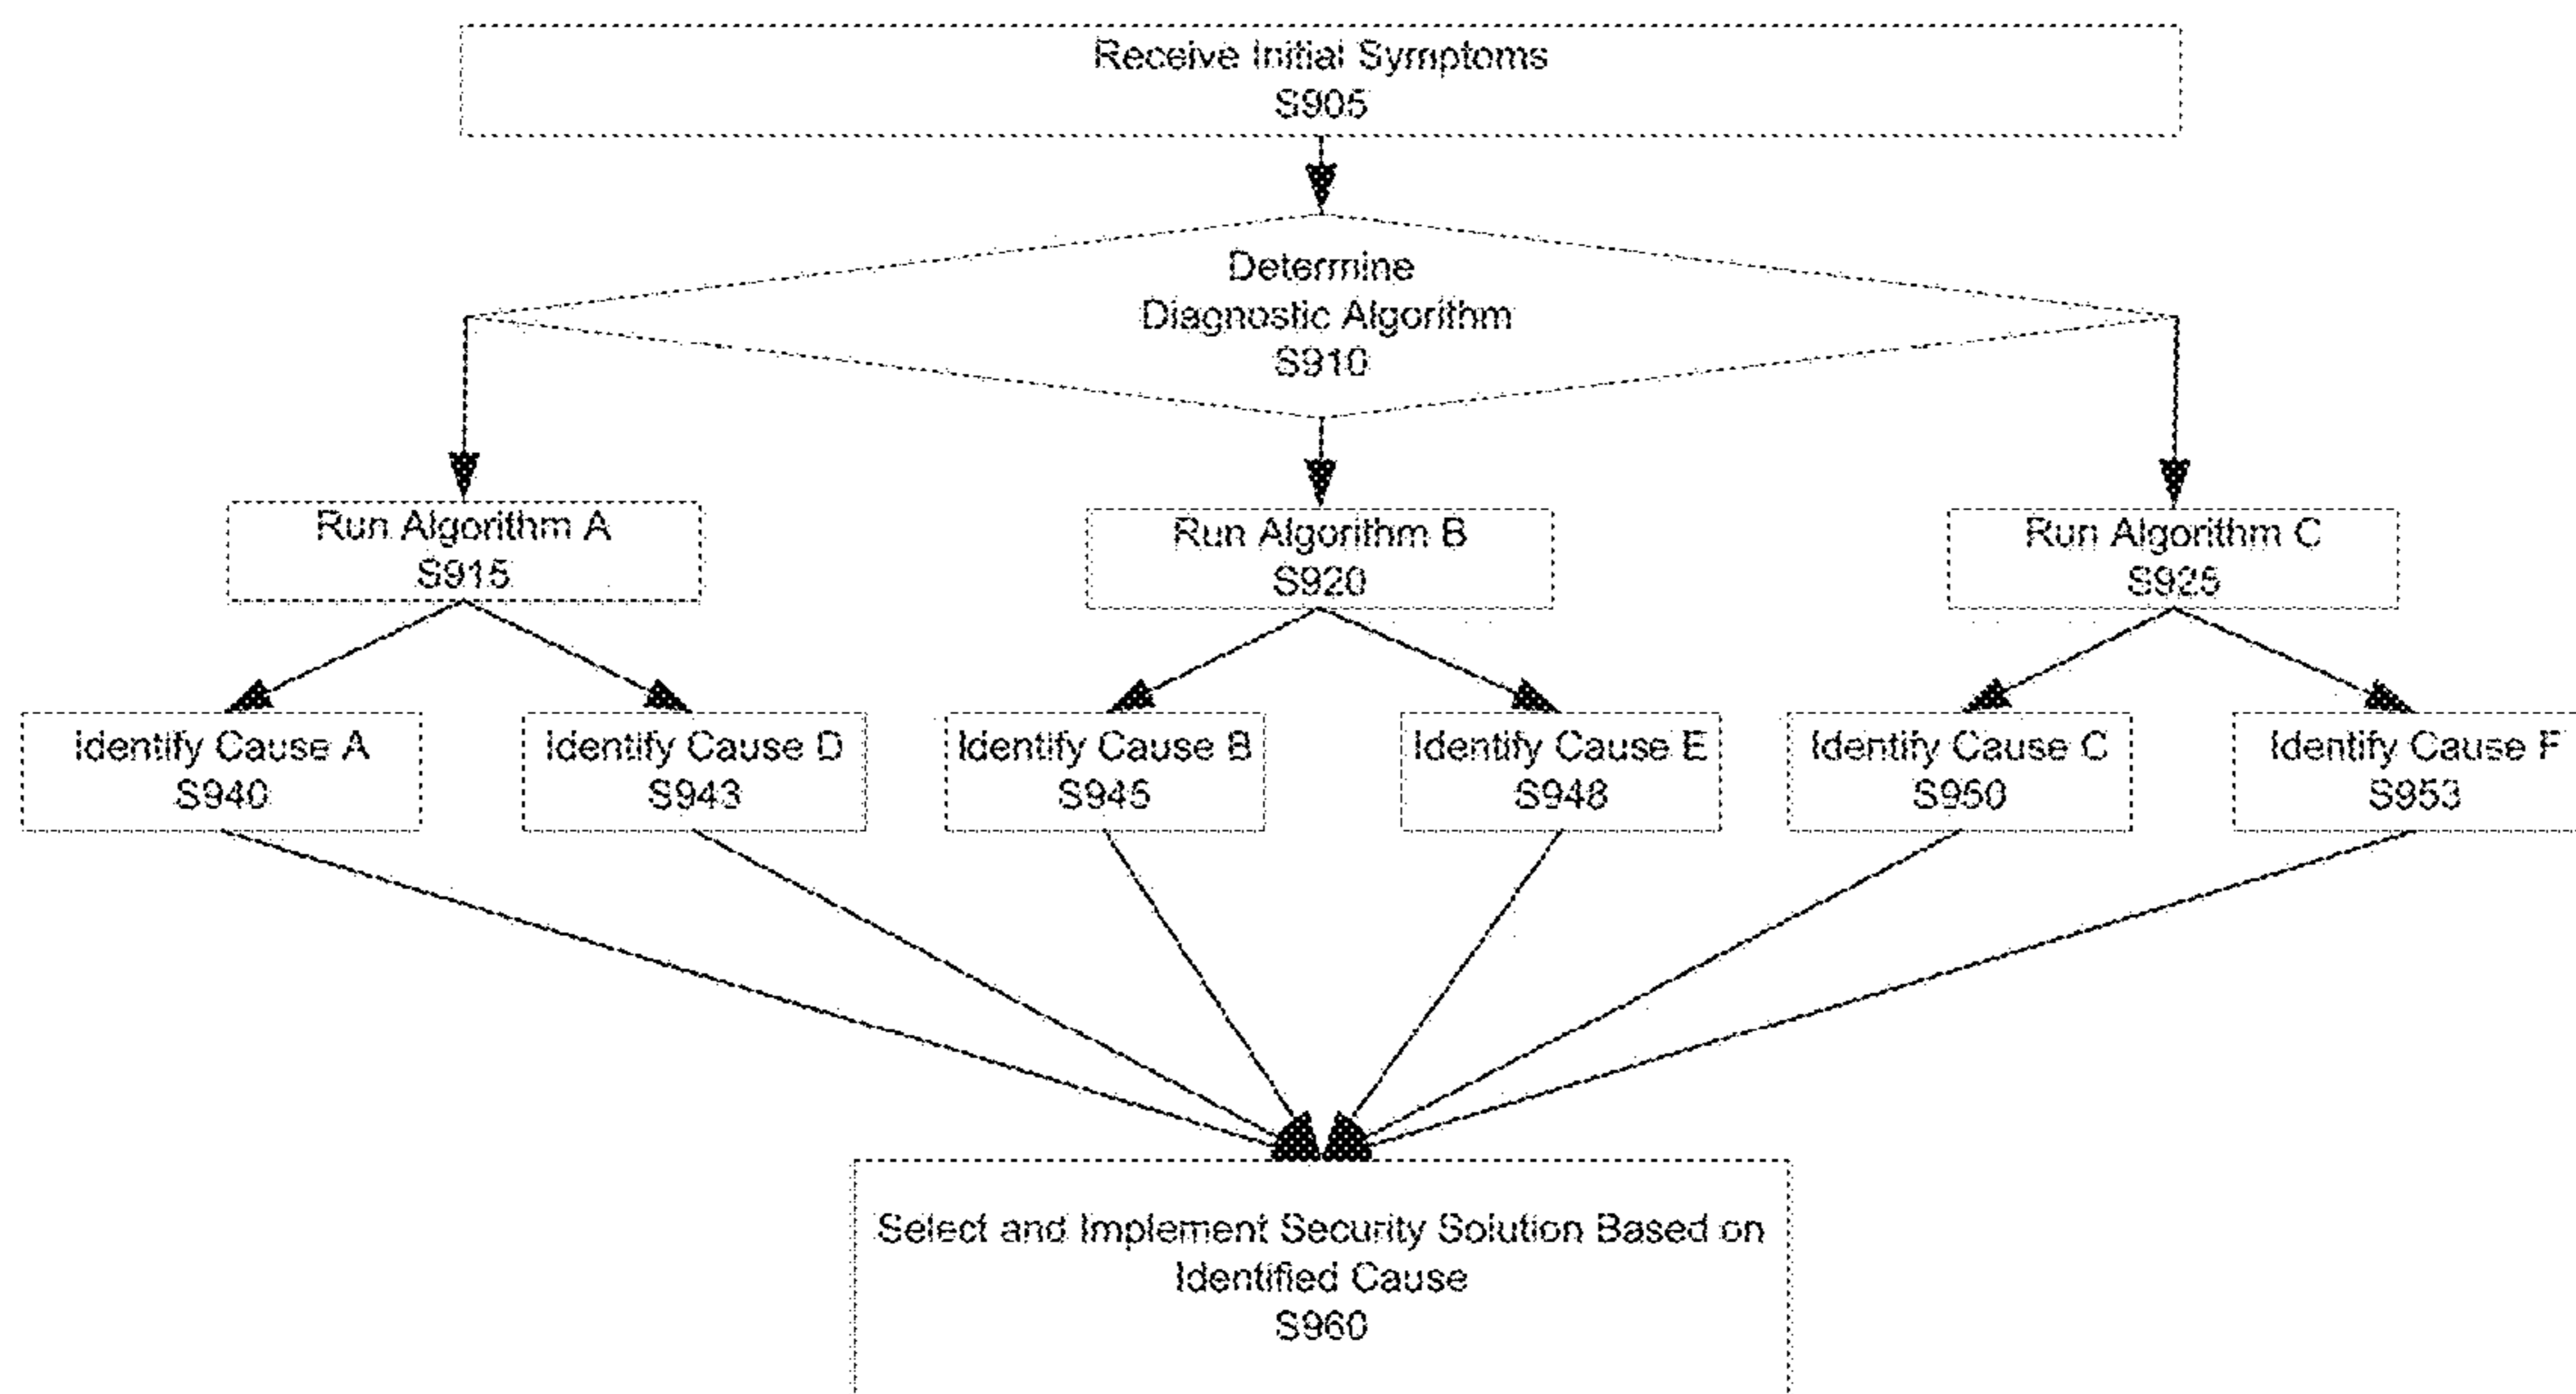 Receive Initial Symptoms
S905
Determine
Diagnostic Algorithm
S910
Run Algorithm A
S915
Run Algorithm B
S920
Run Algorithm C
S925
Identify Cause A
S940
Identify Cause D
S943
Identify Cause B
S945
Identify Cause E
S948
Identify Cause C
S950
Identify Cause F
S953
Select and Implement Security Solution Based on
Identified Cause
S960